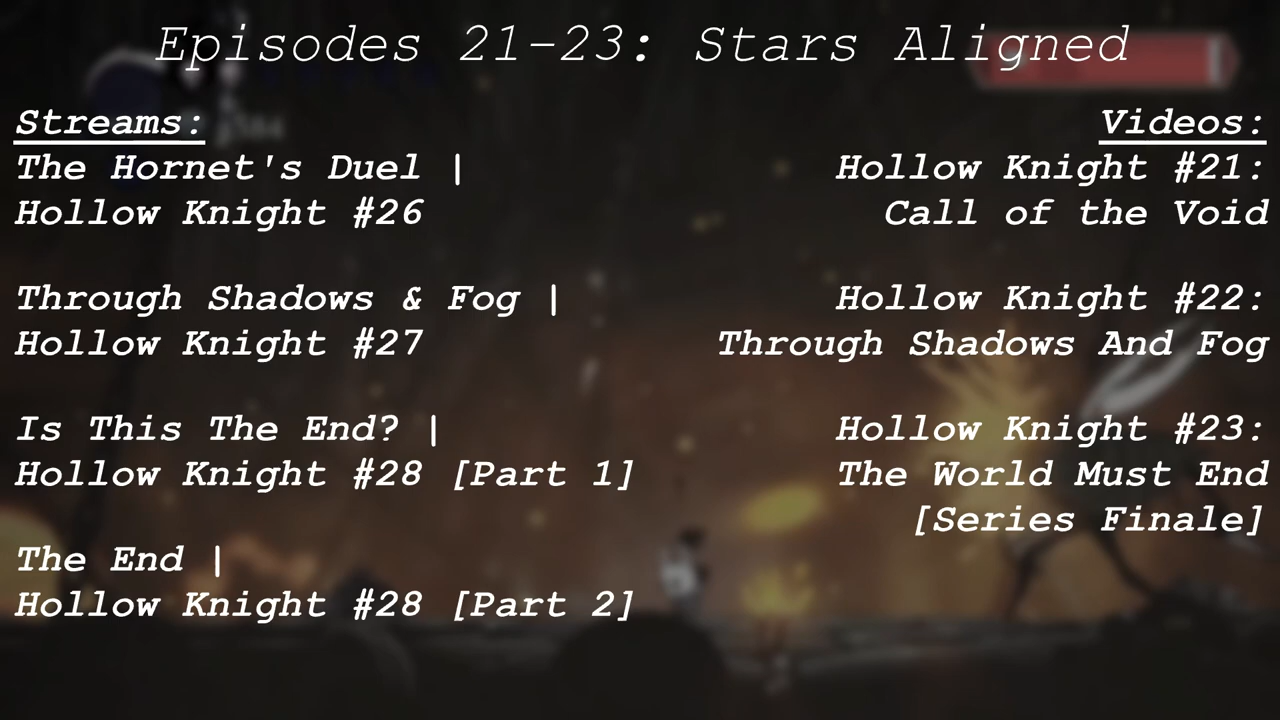 Episodes 21-23: Stars Aligned
Streams:
The Hornet's Duel |
Hollow Knight #26
Through Shadows & Fog |
Hollow Knight #27
Is This The End? |
Hollow Knight #28 [Part 1]
The End |
Hollow Knight #28 [Part 2]
Videos:
Hollow Knight #21:
Call of the Void
Hollow Knight #22:
Through Shadows And Fog
Hollow Knight #23:
The World Must End
[Series Finale]